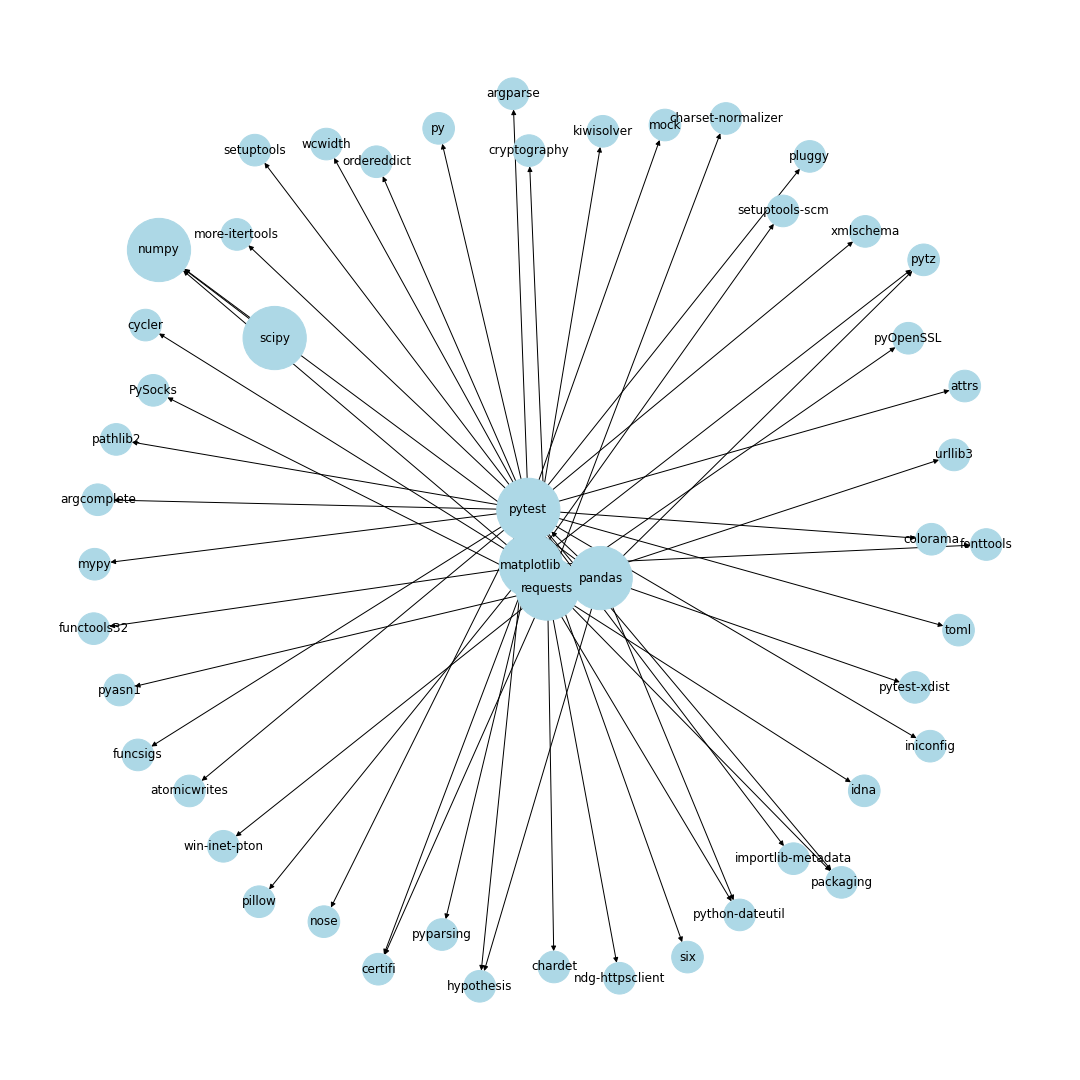 argparse
charset-normalizer
mock
py
kiwisolver
wcwidth
setuptools
cryptography
pluggy
ordereddict
setuptools-scm
xmlschema
more-itertools
numpy
pytz
cycler
scipy
pyOpenSSL
attrs
PySocks
pathlib2
urllib3
argcomplete
pytest
colorama
fonttools
mypy
matplotlib
pandas
requests
functools32
toml
pytest-xdist
pyasn1
iniconfig
funcsigs
atomicwrites
idna
win-inet-pton
importlib-metadata
packaging
pillow
python-dateutil
nose
pyparsing
six
chardet
certifi
ndg-httpsclient
hypothesis